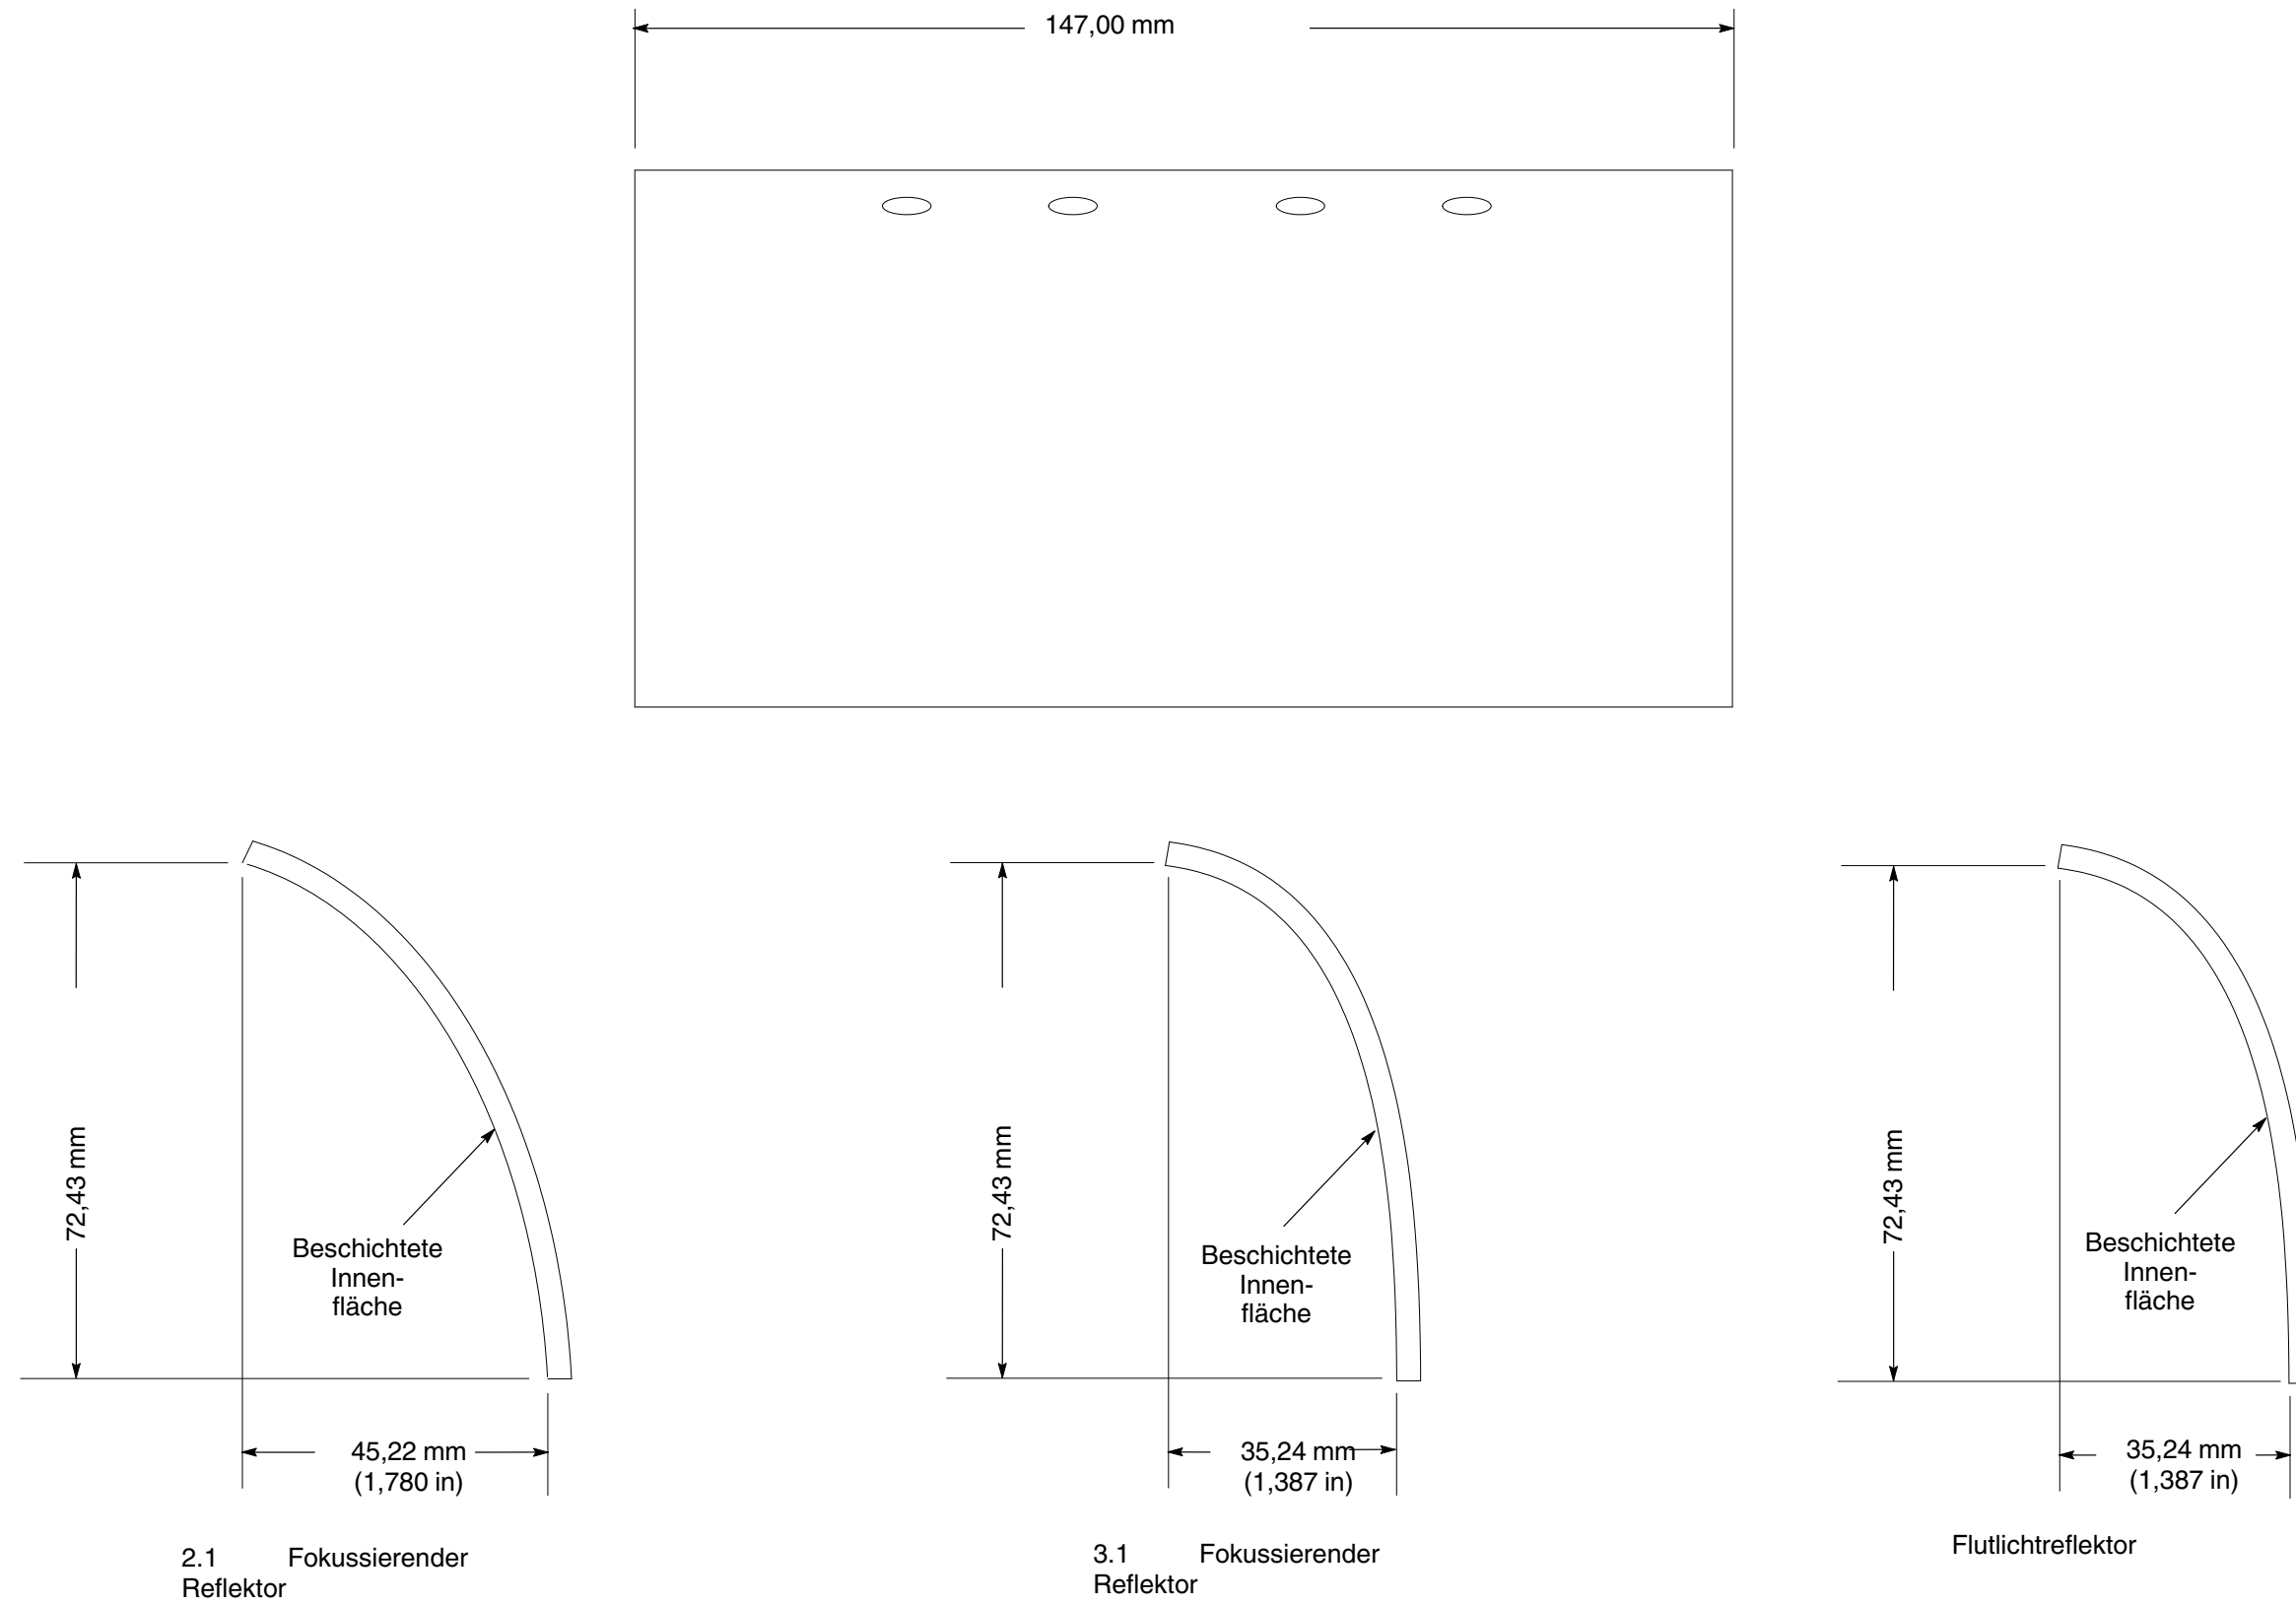 147,00 mm
72,43 mm
Beschichtete
Innen-
fläche
45,22 mm
(1,780 in)
2.1 Fokussierender
Reflektor
72,43 mm
Beschichtete
Innen-
fläche
35,24 mm
(1,387 in)
3.1 Fokussierender
Reflektor
72,43 mm
Beschichtete
Innen-
fläche
35,24 mm
(1,387 in)
Flutlichtreflektor